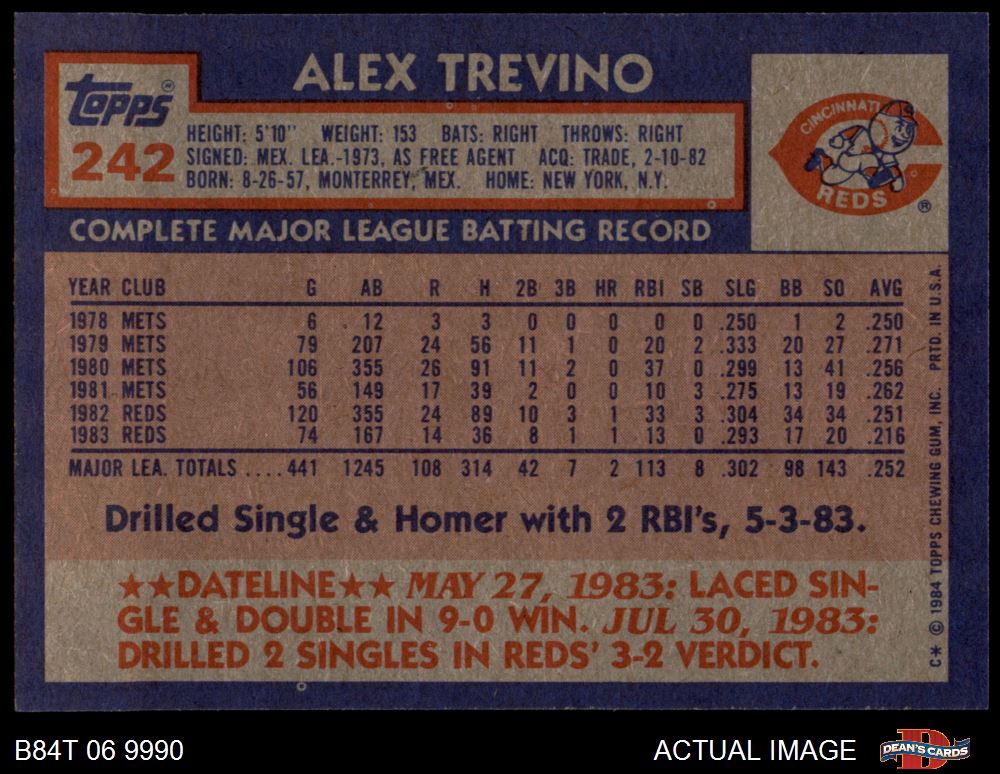 ALEX TREVINO
Topps®
242
HEIGHT: 5'10" WEIGHT: 153 BATS: RIGHT THROWS: RIGHT
SIGNED: MEX. LEA.-1973, AS FREE AGENT ACQ: TRADE, 2-10-82
BORN: 8-26-57, MONTERREY, MEX. HOME: NEW YORK, N.Y.
CINCINNATI
REDS
®
COMPLETE MAJOR LEAGUE BATTING RECORD
YEAR CLUB G AB R H 2B 3B HR RBI SB SLG BB SO AVG
1978 METS 6 12 3 3 0 0 0 0 0 .250 1 2 .250
1979 METS 79 207 24 56 11 1 0 20 2 .333 20 27 .271
1980 METS 106 355 26 91 11 2 0 37 0 .299 13 41 .256
1981 METS 56 149 17 39 2 0 0 10 3 .275 13 19 .262
1982 REDS 120 355 24 89 10 3 1 33 3 .304 34 34 .251
1983 REDS 74 167 14 36 8 1 1 13 0 .293 17 20 .216
MAJOR LEA. TOTALS ....441 1245 108 314 42 7 2 113 8 .302 98 143 .252
Drilled Single & Homer with 2 RBI's, 5-3-83.
★★DATELINE★★ MAY 27, 1983: LACED SIN-
GLE & DOUBLE IN 9-0 WIN. JUL 30, 1983:
DRILLED 2 SINGLES IN REDS' 3-2 VERDICT.
C* © 1984 TOPPS CHEWING GUM, INC. PRTD. IN U.S.A.
B84T 06 9990
ACTUAL IMAGE
DEAN'S CARDS